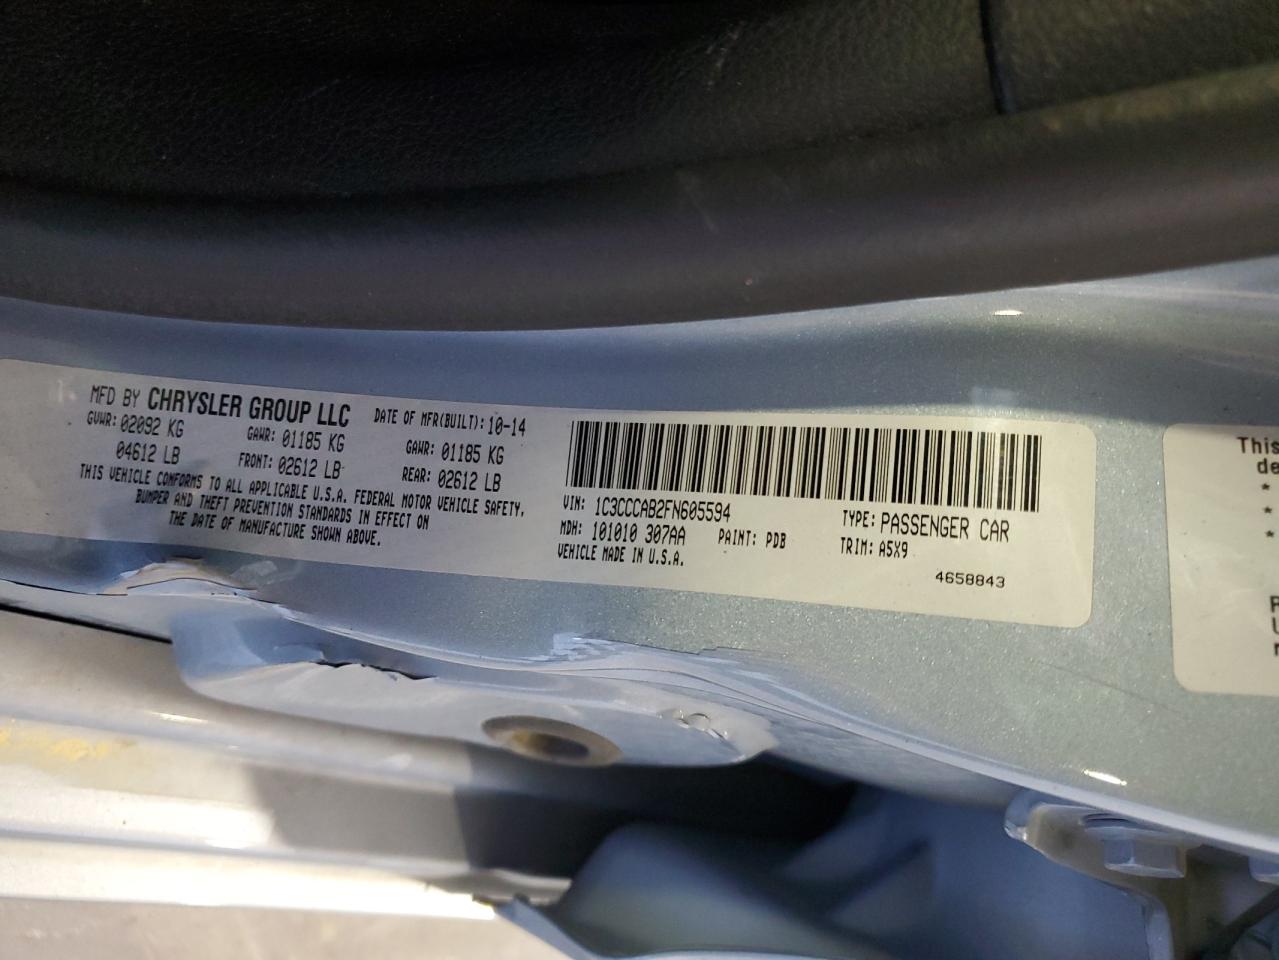 MFD BY CHRYSLER GROUP LLC DATE OF MFR(BUILT): 10-14
GVWR: 02092 KG GAWR: 01185 KG GAWR: 01185 KG
04612 LB FRONT: 02612 LB REAR: 02612 LB
THIS VEHICLE CONFORMS TO ALL APPLICABLE U.S.A. FEDERAL MOTOR VEHICLE SAFETY,
BUMPER AND THEFT PREVENTION STANDARDS IN EFFECT ON
THE DATE OF MANUFACTURE SHOWN ABOVE.
VIN: 1C3CCCAB2FN605594 TYPE: PASSENGER CAR
MDH: 101010 307AA PAINT: PDB TRIM: A5X9
VEHICLE MADE IN U.S.A.
4658843
This
de
*
*
*